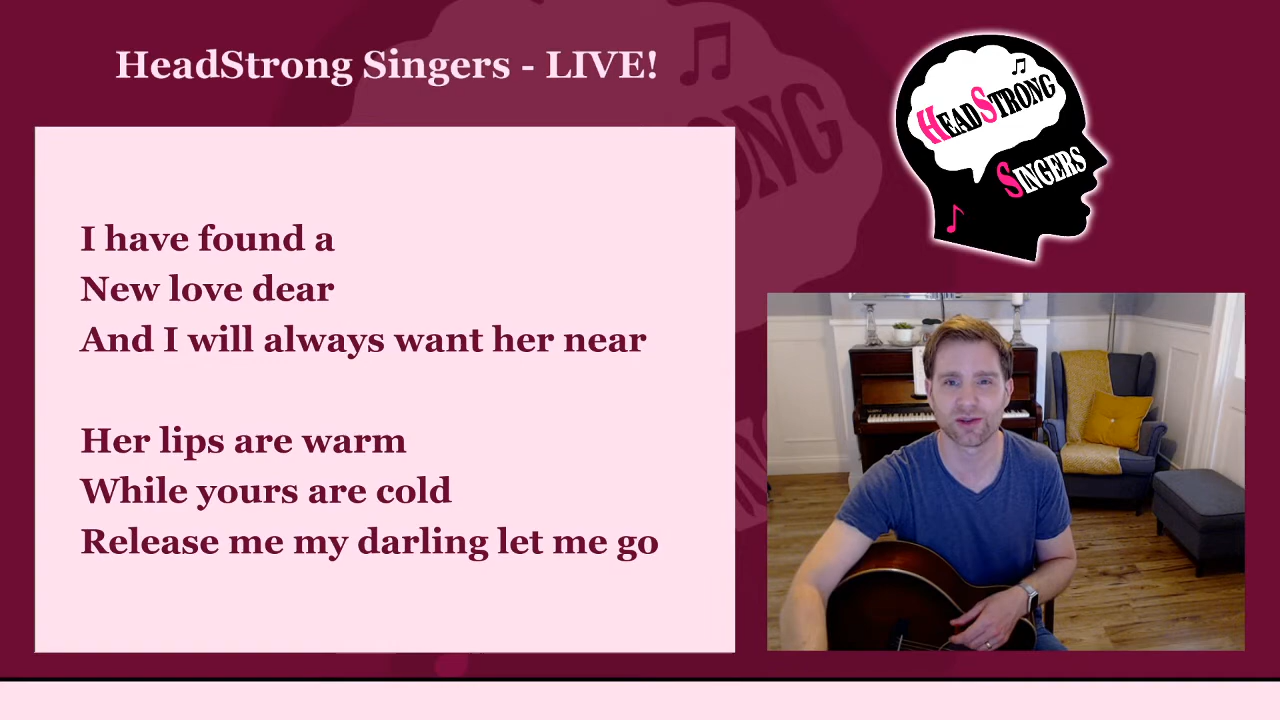 HeadStrong Singers - LIVE!
HEADSTRONG
SINGERS
I have found a
New love dear
And I will always want her near
Her lips are warm
While yours are cold
Release me my darling let me go